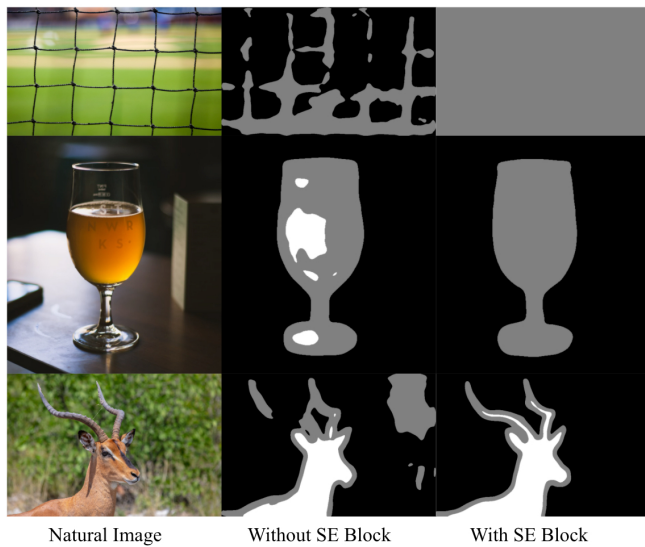 N W R
K S
Natural Image
Without SE Block
With SE Block